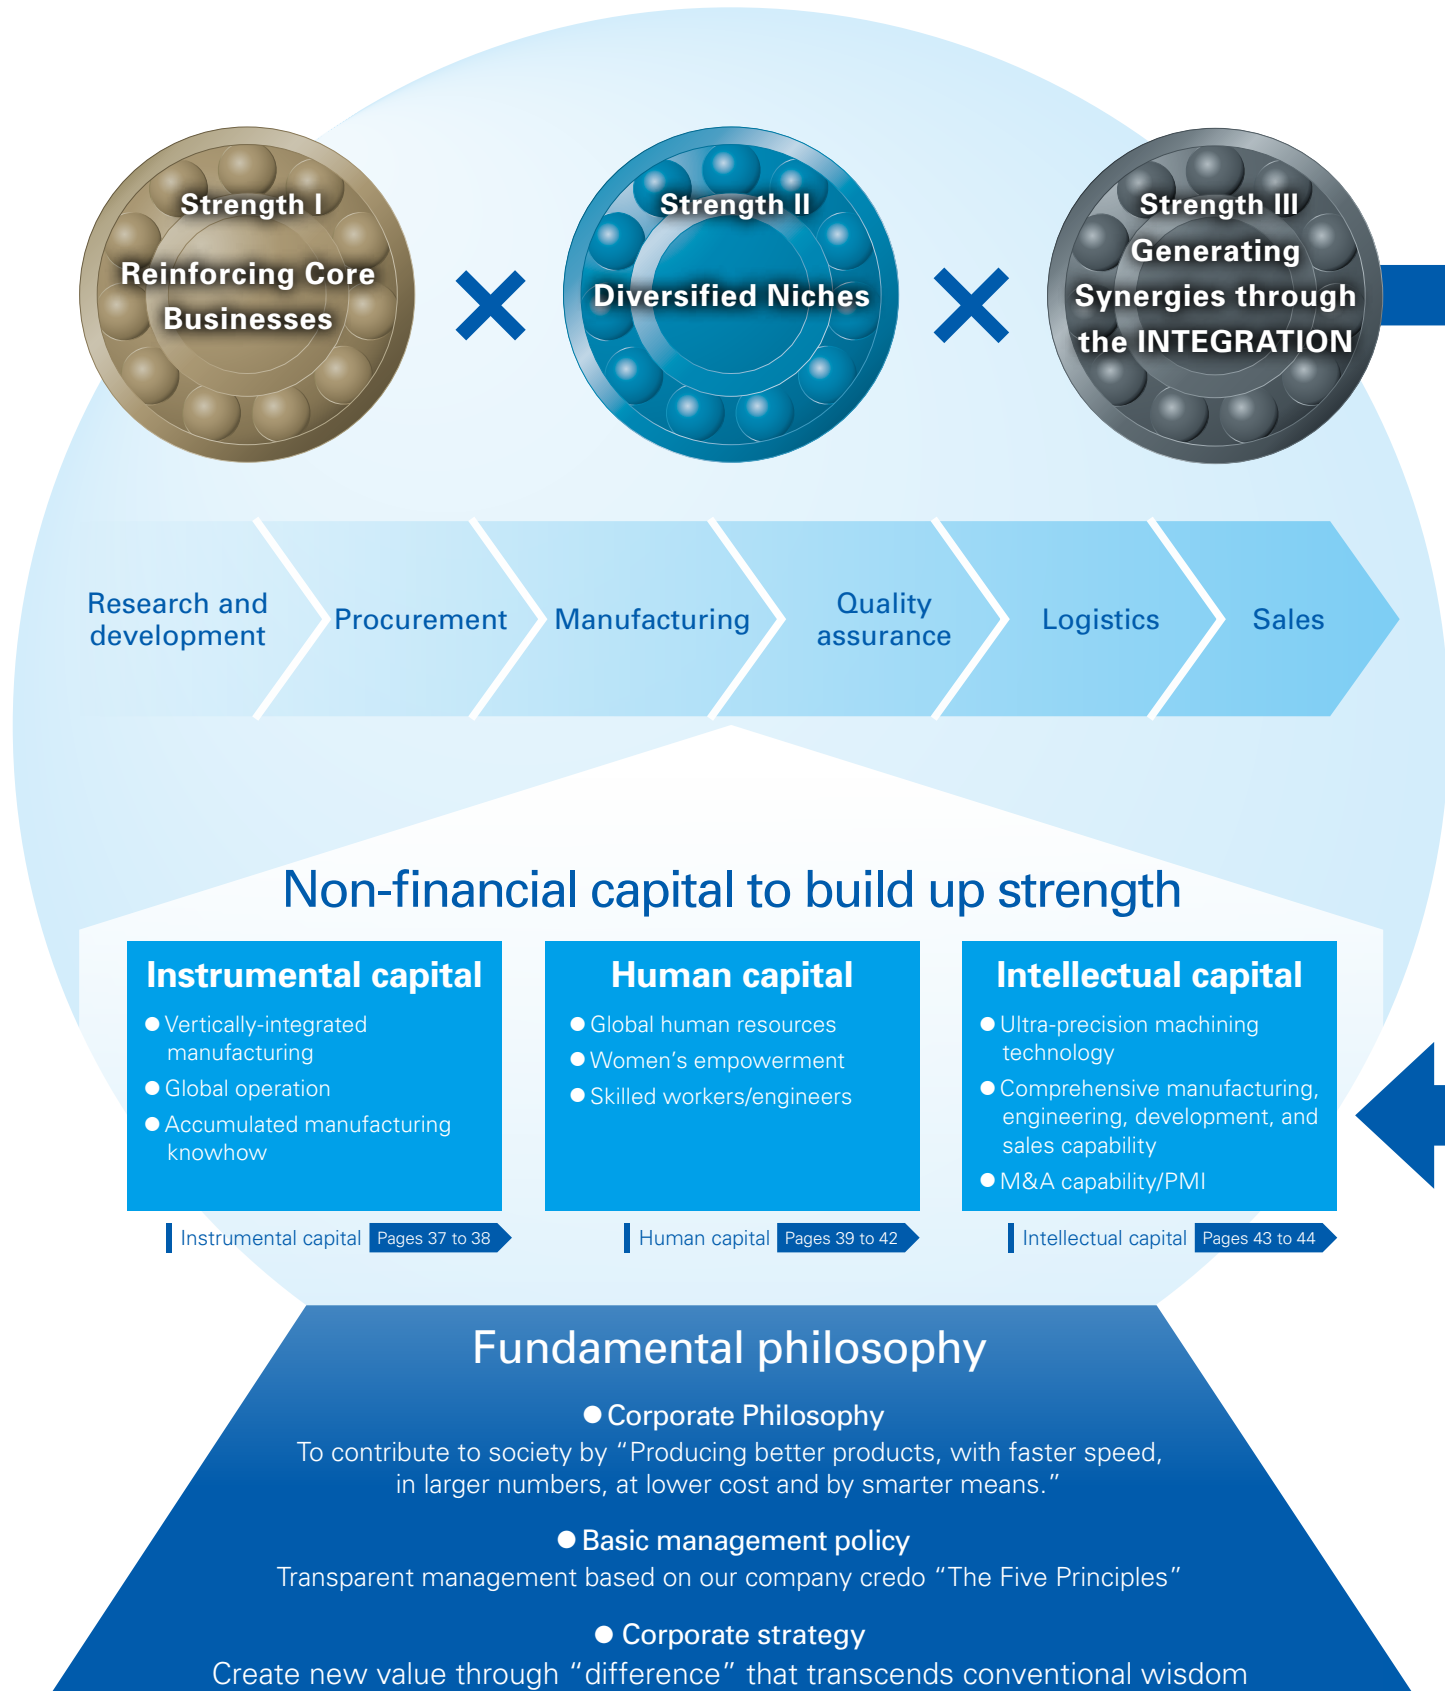 Strength I
Reinforcing Core
Businesses
×
Strength II
Diversified Niches
×
Strength III
Generating
Synergies through
the INTEGRATION
Research and
development
Procurement
Manufacturing
Quality
assurance
Logistics
Sales
Non-financial capital to build up strength
Instrumental capital
● Vertically-integrated
manufacturing
● Global operation
● Accumulated manufacturing
knowhow
Instrumental capital Pages 37 to 38
Human capital
● Global human resources
● Women's empowerment
● Skilled workers/engineers
Human capital Pages 39 to 42
Intellectual capital
● Ultra-precision machining
technology
● Comprehensive manufacturing,
engineering, development, and
sales capability
● M&A capability/PMI
Intellectual capital Pages 43 to 44
Fundamental philosophy
● Corporate Philosophy
To contribute to society by “Producing better products, with faster speed,
in larger numbers, at lower cost and by smarter means.”
● Basic management policy
Transparent management based on our company credo “The Five Principles”
● Corporate strategy
Create new value through “difference” that transcends conventional wisdom